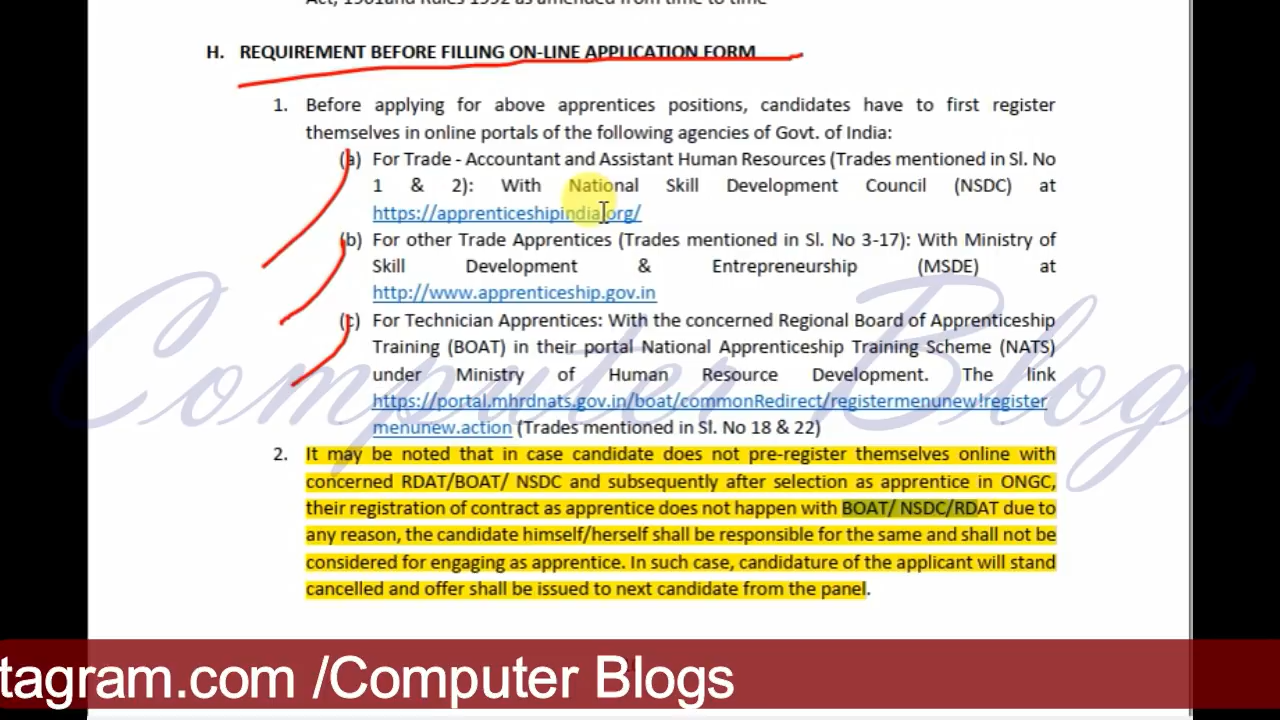 Act, 1961and Rules 1992 as amended from time to time
H. REQUIREMENT BEFORE FILLING ON-LINE APPLICATION FORM
1. Before applying for above apprentices positions, candidates have to first register
themselves in online portals of the following agencies of Govt. of India:
(a) For Trade - Accountant and Assistant Human Resources (Trades mentioned in Sl. No
1 & 2): With National Skill Development Council (NSDC) at
https://apprenticeshipindia.org/
(b) For other Trade Apprentices (Trades mentioned in Sl. No 3-17): With Ministry of
Skill Development & Entrepreneurship (MSDE) at
http://www.apprenticeship.gov.in
(c) For Technician Apprentices: With the concerned Regional Board of Apprenticeship
Training (BOAT) in their portal National Apprenticeship Training Scheme (NATS)
under Ministry of Human Resource Development. The link
https://portal.mhrdnats.gov.in/boat/commonRedirect/registermenunew!register
menunew.action (Trades mentioned in Sl. No 18 & 22)
2. It may be noted that in case candidate does not pre-register themselves online with
concerned RDAT/BOAT/ NSDC and subsequently after selection as apprentice in ONGC,
their registration of contract as apprentice does not happen with BOAT/ NSDC/RDAT due to
any reason, the candidate himself/herself shall be responsible for the same and shall not be
considered for engaging as apprentice. In such case, candidature of the applicant will stand
cancelled and offer shall be issued to next candidate from the panel.
Computer Blogs
tagram.com /Computer Blogs